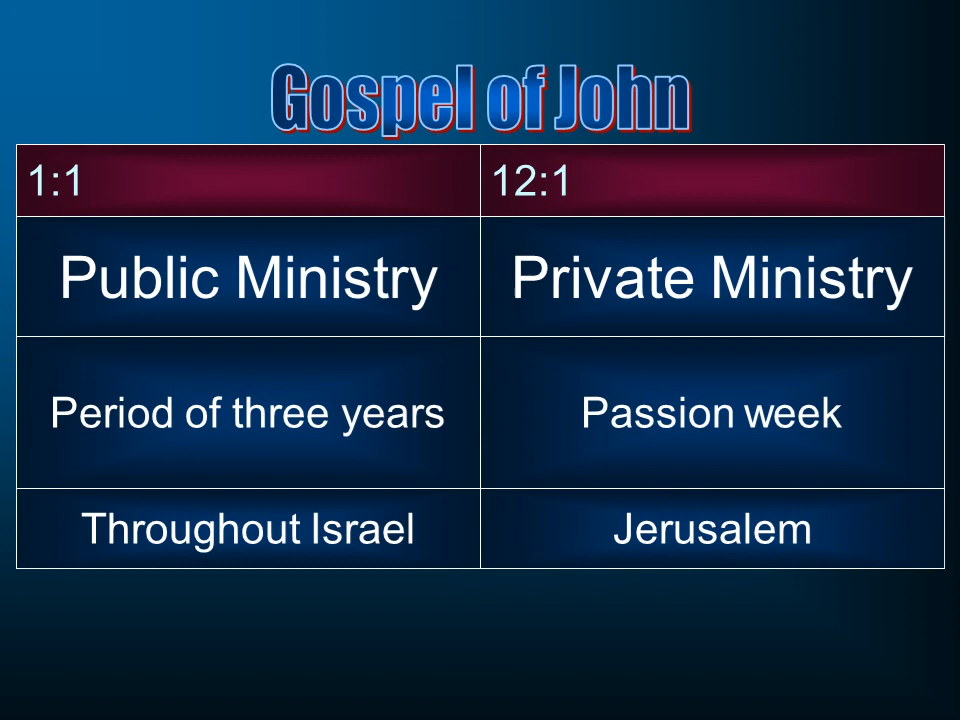 Gospel of John
1:1 12:1
Public Ministry Private Ministry
Period of three years Passion week
Throughout Israel Jerusalem